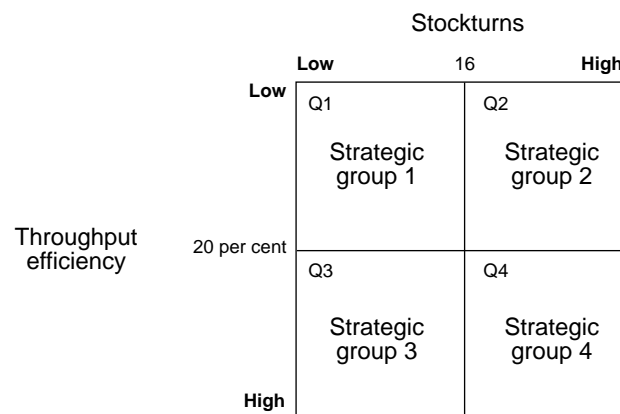 Stockturns
Low 16 High
Low
Q1 Q2
Strategic group 1
Strategic group 2
Throughput efficiency
20 per cent
Q3 Q4
Strategic group 3
Strategic group 4
High